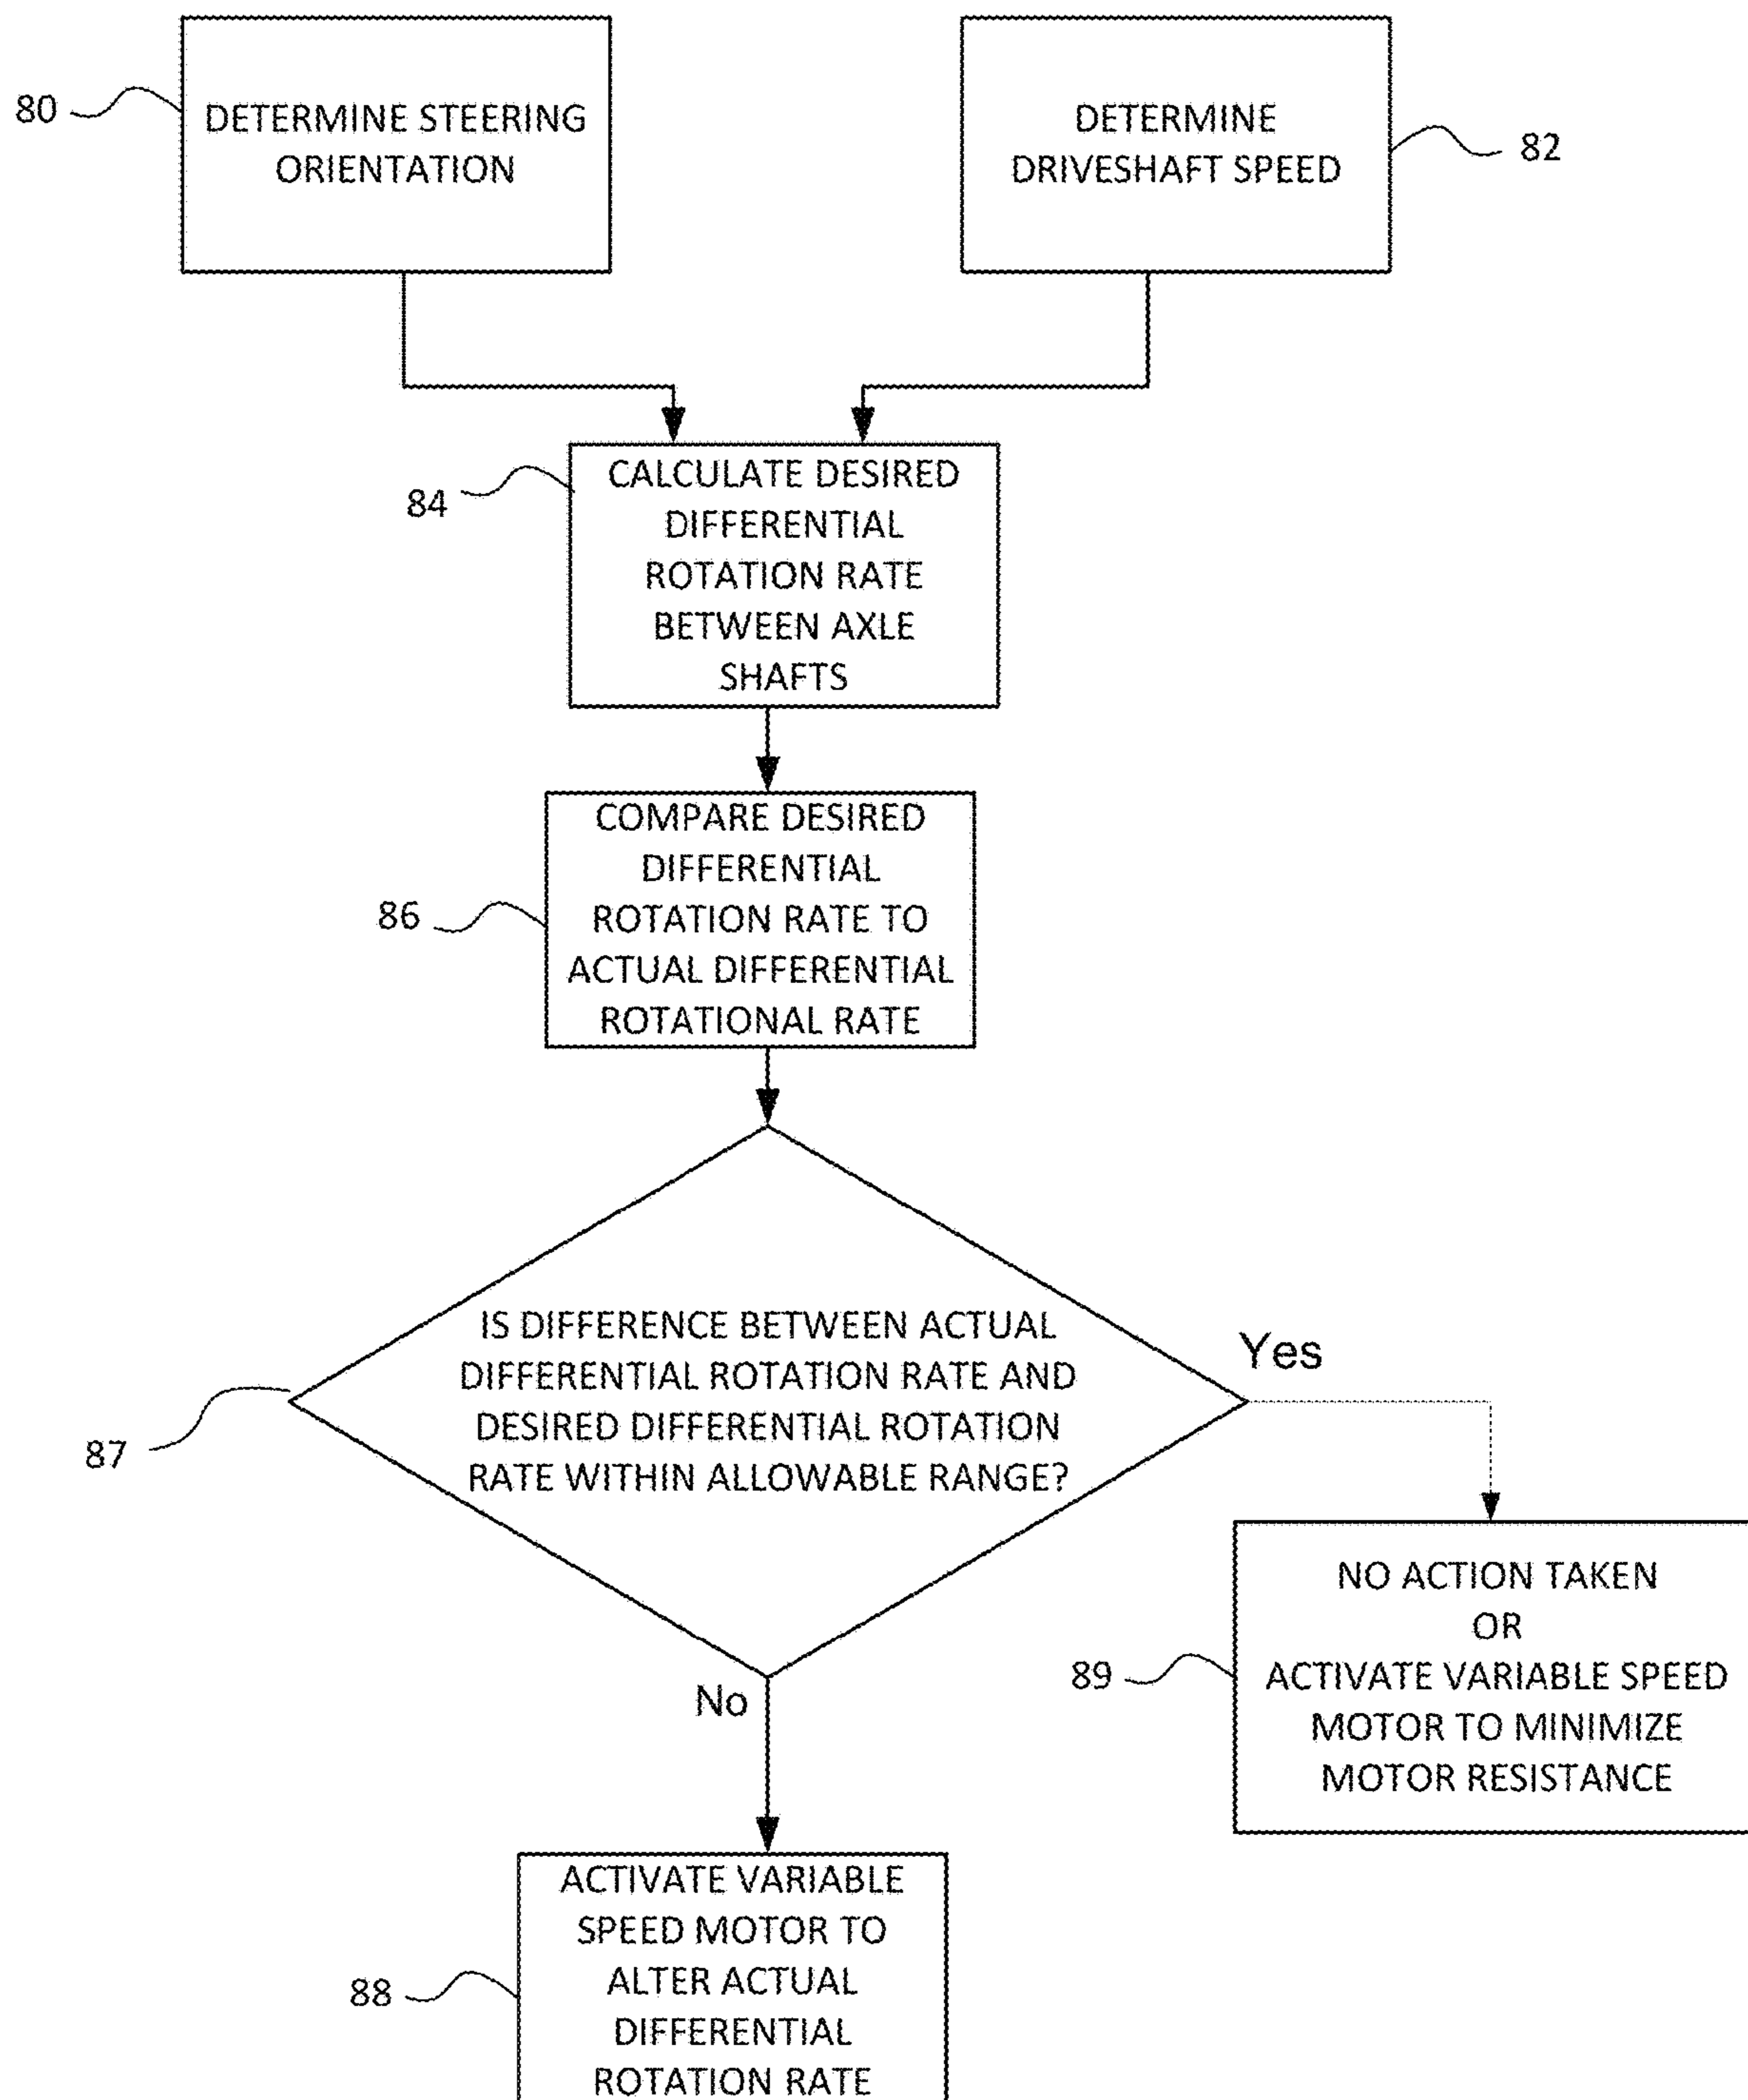 80
DETERMINE STEERING
ORIENTATION
DETERMINE
DRIVESHAFT SPEED
82
84
CALCULATE DESIRED
DIFFERENTIAL
ROTATION RATE
BETWEEN AXLE
SHAFTS
86
COMPARE DESIRED
DIFFERENTIAL
ROTATION RATE TO
ACTUAL DIFFERENTIAL
ROTATIONAL RATE
87
IS DIFFERENCE BETWEEN ACTUAL
DIFFERENTIAL ROTATION RATE AND
DESIRED DIFFERENTIAL ROTATION
RATE WITHIN ALLOWABLE RANGE?
Yes
No
89
NO ACTION TAKEN
OR
ACTIVATE VARIABLE SPEED
MOTOR TO MINIMIZE
MOTOR RESISTANCE
88
ACTIVATE VARIABLE
SPEED MOTOR TO
ALTER ACTUAL
DIFFERENTIAL
ROTATION RATE